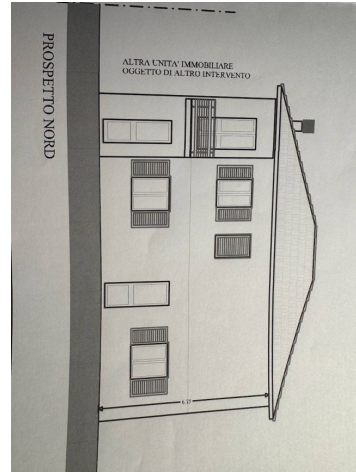 ALTRA UNITA' IMMOBILIARE
OGGETTO DI ALTRO INTERVENTO
PROSPETTO NORD